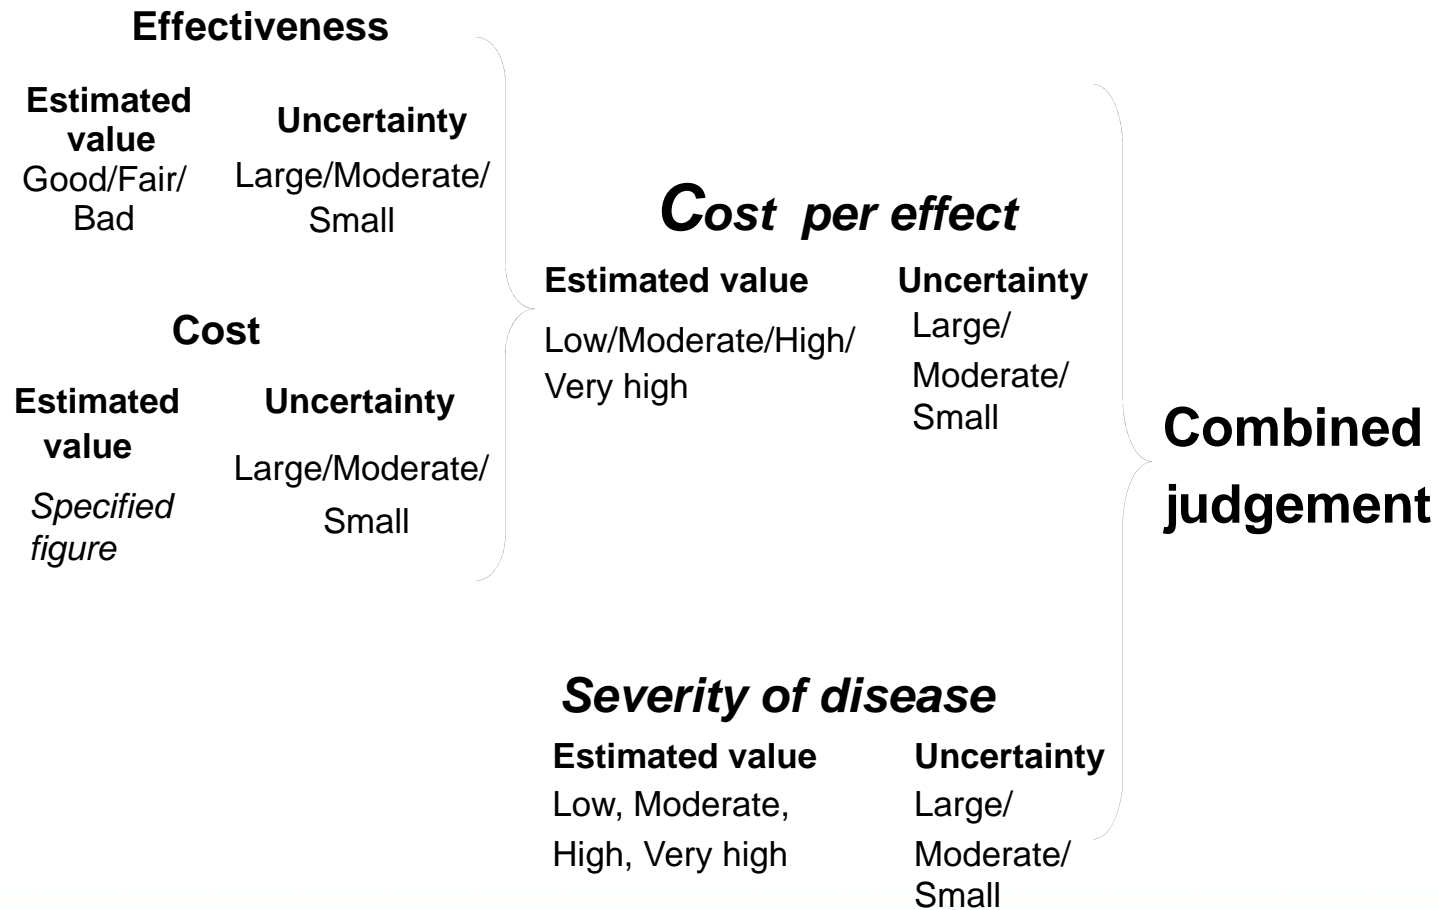 Effectiveness
Estimated
value
Good/Fair/
Bad
Uncertainty
Large/Moderate/
Small
Cost
Estimated
value
Specified
figure
Uncertainty
Large/Moderate/
Small
Cost per effect
Estimated value
Low/Moderate/High/
Very high
Uncertainty
Large/
Moderate/
Small
Severity of disease
Estimated value
Low, Moderate,
High, Very high
Uncertainty
Large/
Moderate/
Small
Combined
judgement